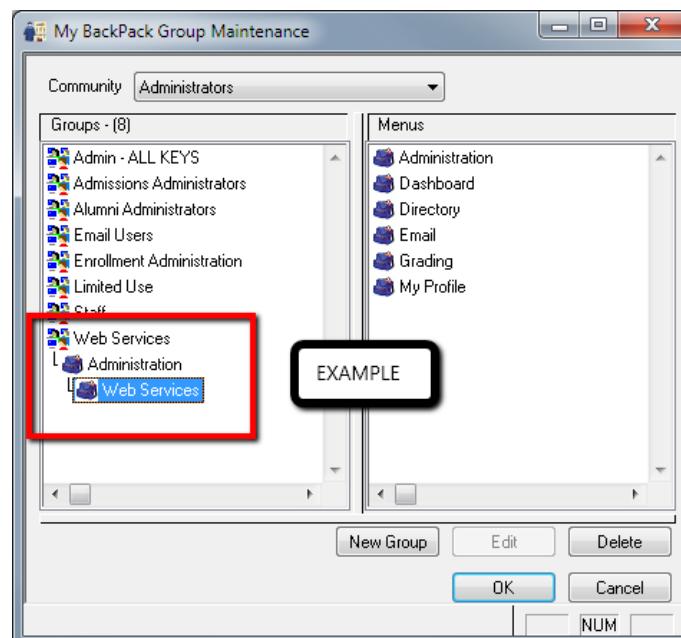 My BackPack Group Maintenance
Community Administrators
Groups - (8)
Admin - ALL KEYS
Admissions Administrators
Alumni Administrators
Email Users
Enrollment Administration
Limited Use
Staff
Web Services
Administration
Web Services
EXAMPLE
Menus
Administration
Dashboard
Directory
Email
Grading
My Profile
New Group Edit Delete
OK Cancel
NUM